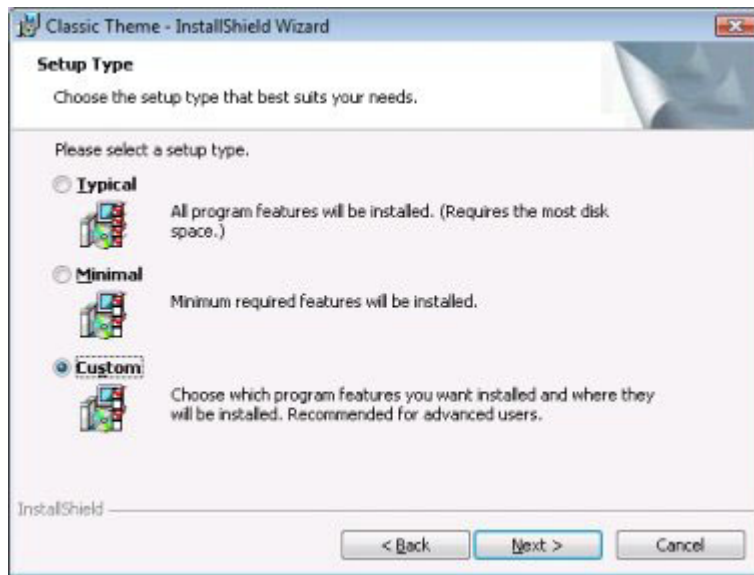 Classic Theme - InstallShield Wizard
Setup Type
Choose the setup type that best suits your needs.
Please select a setup type.
Typical
All program features will be installed. (Requires the most disk
space.)
Minimal
Minimum required features will be installed.
Custom
Choose which program features you want installed and where they
will be installed. Recommended for advanced users.
InstallShield
< Back Next > Cancel